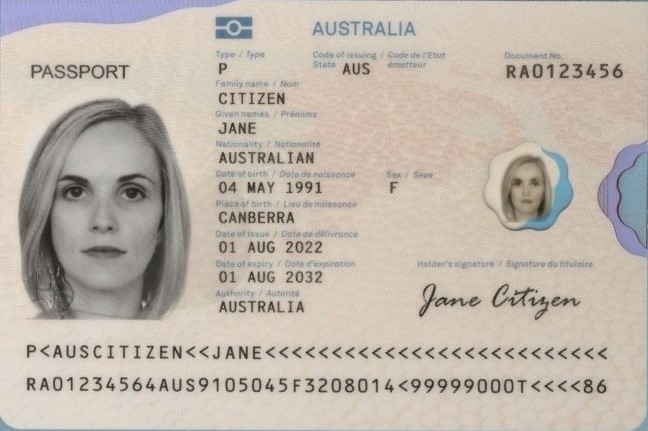 AUSTRALIA
PASSPORT
Type / Type
P
Code of issuing / Code de l'Etat
State émetteur
AUS
Document No.
RA0123456
Family name / Nom
CITIZEN
Given names / Prénoms
JANE
Nationality / Nationalité
AUSTRALIAN
Date of birth / Date de naissance
04 MAY 1991
Sex / Sexe
F
Place of birth / Lieu de naissance
CANBERRA
Date of issue / Date de délivrance
01 AUG 2022
Date of expiry / Date d'expiration
01 AUG 2032
Authority / Autorité
AUSTRALIA
Holder's signature / Signature du titulaire
Jane Citizen
P<AUSCITIZEN<<JANE<<<<<<<<<<<<<<<<<<<<<<<<<<
RA01234564AUS9105045F3208014<99999000T<<<<86